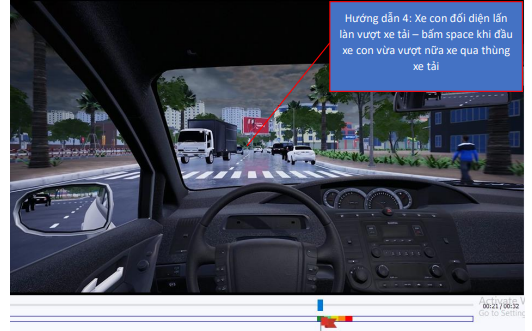 Hướng dẫn 4: Xe con đối diện lấn
làn vượt xe tải – bấm space khi đầu
xe con vừa vượt nữa xe qua thùng
xe tải
Activate W
00:21 / 00:32
Go to Setting